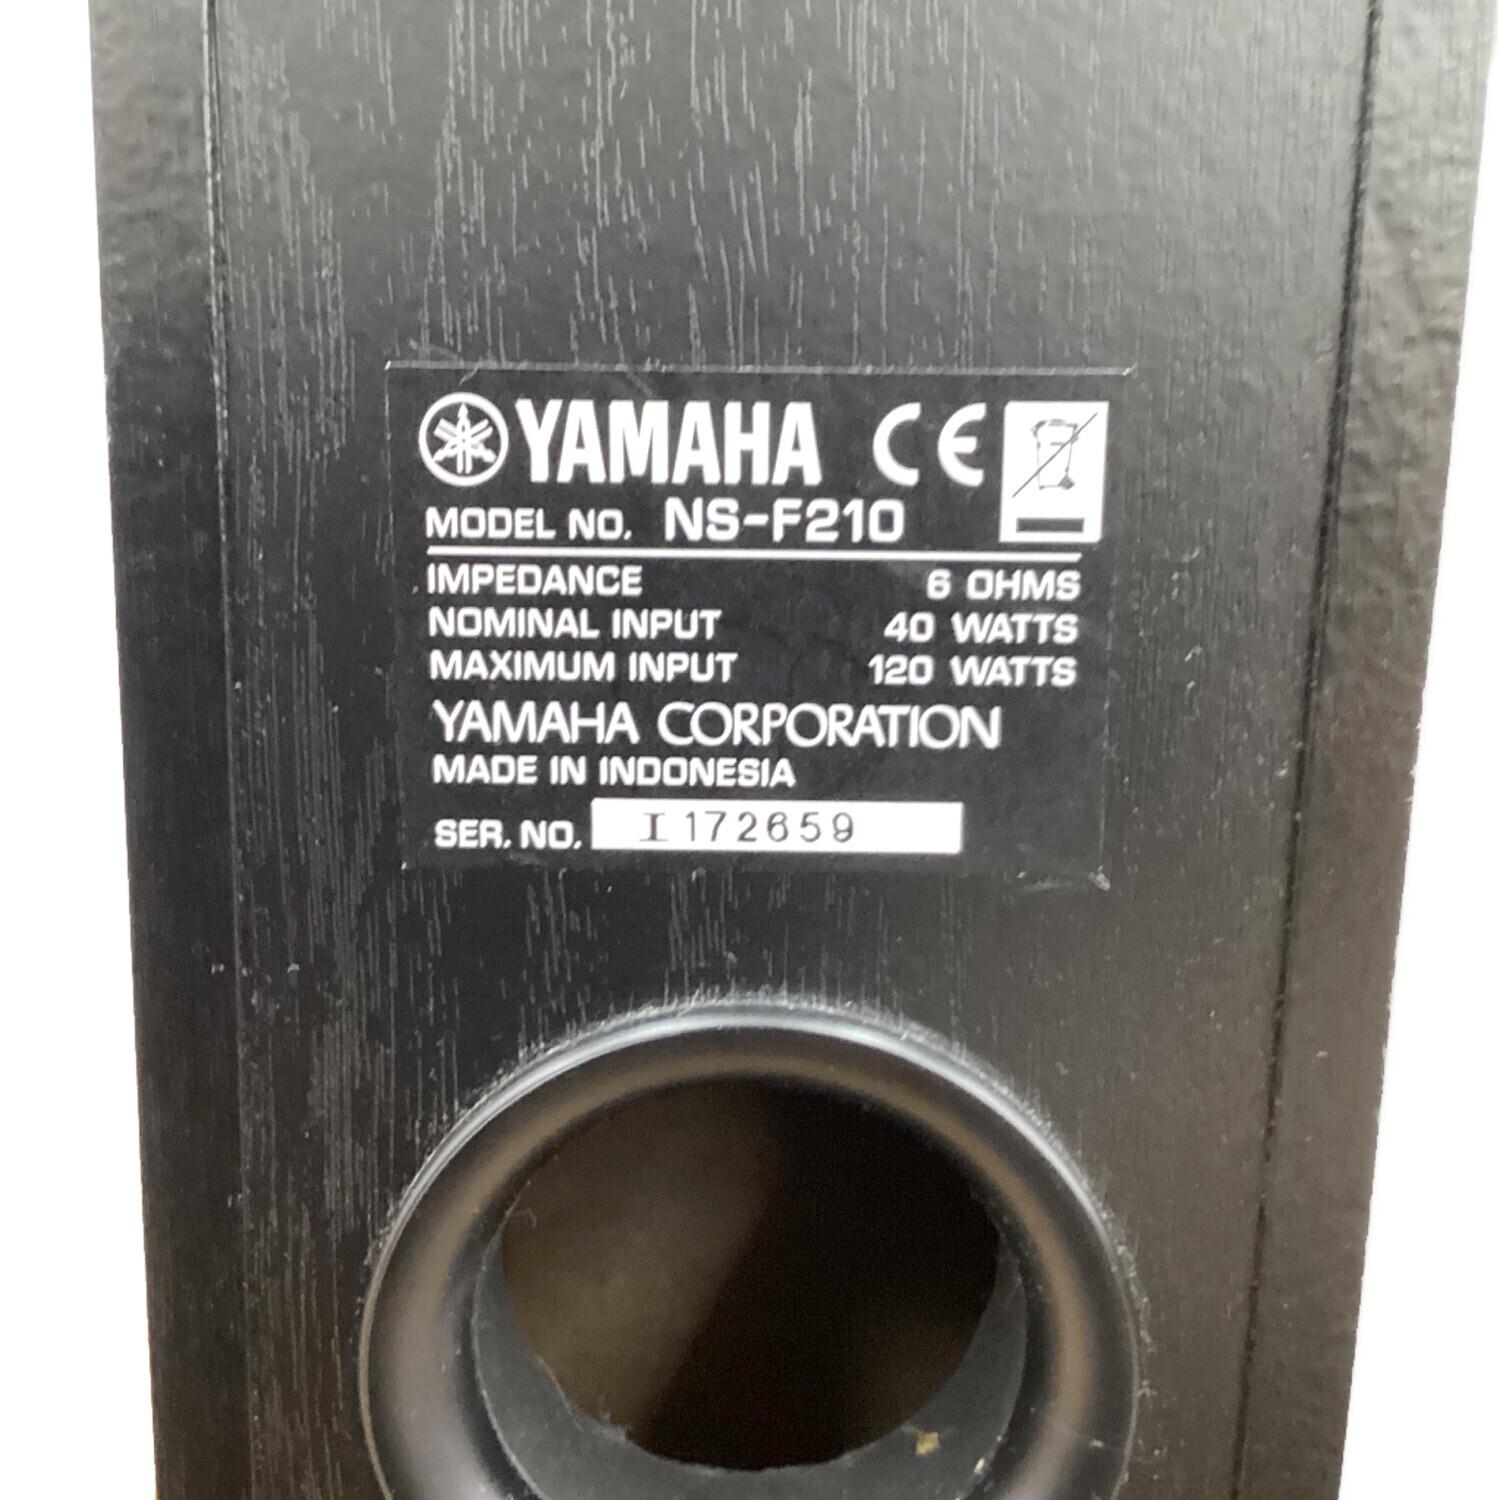 YAMAHA CE
MODEL NO. NS-F210
IMPEDANCE 6 OHMS
NOMINAL INPUT 40 WATTS
MAXIMUM INPUT 120 WATTS
YAMAHA CORPORATION
MADE IN INDONESIA
SER. NO. I172659